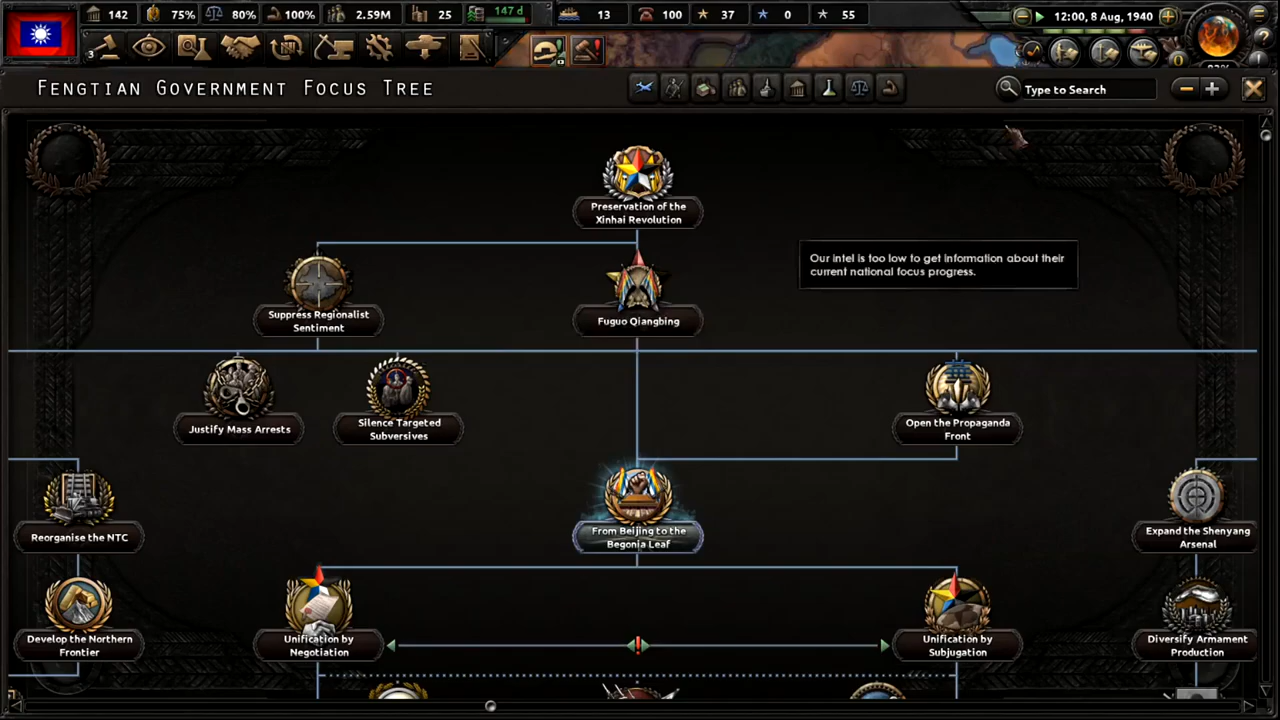 142
75%
80%
100%
2.59M
25
147 d
13
100
37
0
55
12:00, 8 Aug, 1940
3
0
Fengtian Government Focus Tree
Type to Search
Preservation of the
Xinhai Revolution
Our intel is too low to get information about their
current national focus progress.
Suppress Regionalist
Sentiment
Fuguo Qiangbing
Justify Mass Arrests
Silence Targeted
Subversives
Open the Propaganda
Front
Reorganise the NTC
From Beijing to the
Begonia Leaf
Expand the Shenyang
Arsenal
Develop the Northern
Frontier
Unification by
Negotiation
Unification by
Subjugation
Diversify Armament
Production